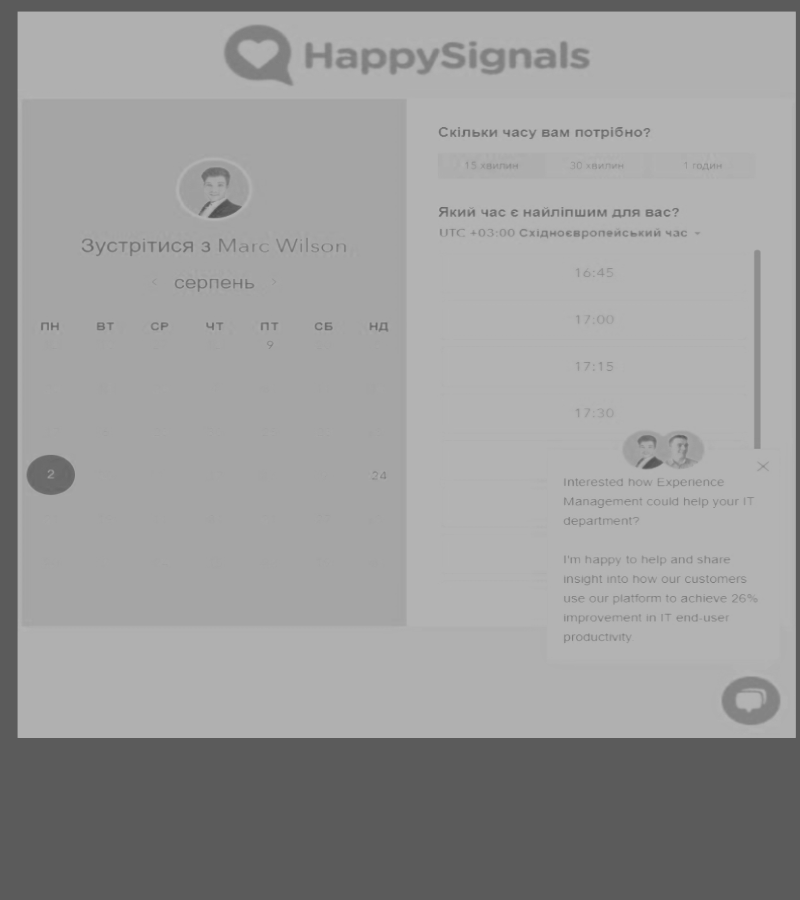 HappySignals
Зустрітися з Marc Wilson
серпень
ПН ВТ СР ЧТ ПТ СБ НД
9
2 24
Скільки часу вам потрібно?
15 хвилин 30 хвилин 1 годин
Який час є найліпшим для вас?
UTC +03:00 Східноєвропейський час
16:45
17:00
17:15
17:30
Interested how Experience
Management could help your IT
department?
I'm happy to help and share
insight into how our customers
use our platform to achieve 26%
improvement in IT end-user
productivity